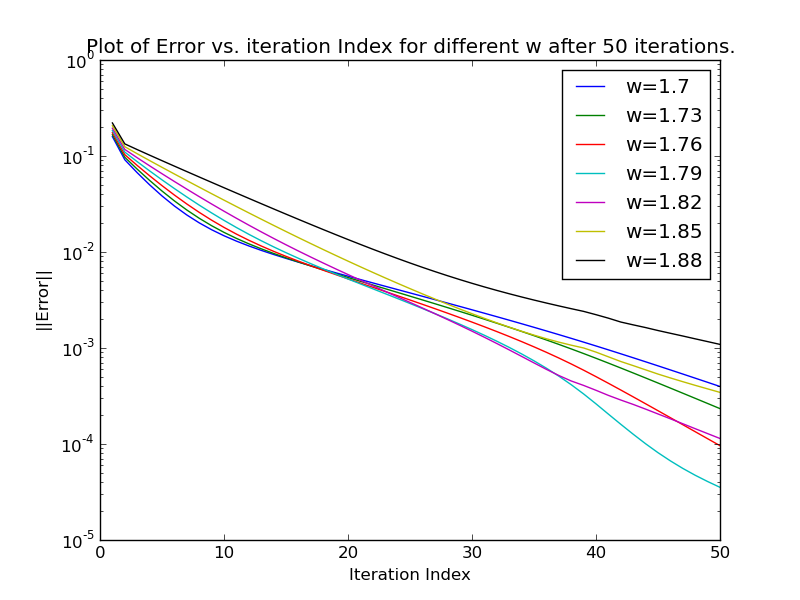 Plot of Error vs. iteration Index for different w after 50 iterations.
10^0
10^-1
10^-2
10^-3
10^-4
10^-5
||Error||
w=1.7
w=1.73
w=1.76
w=1.79
w=1.82
w=1.85
w=1.88
0 10 20 30 40 50
Iteration Index